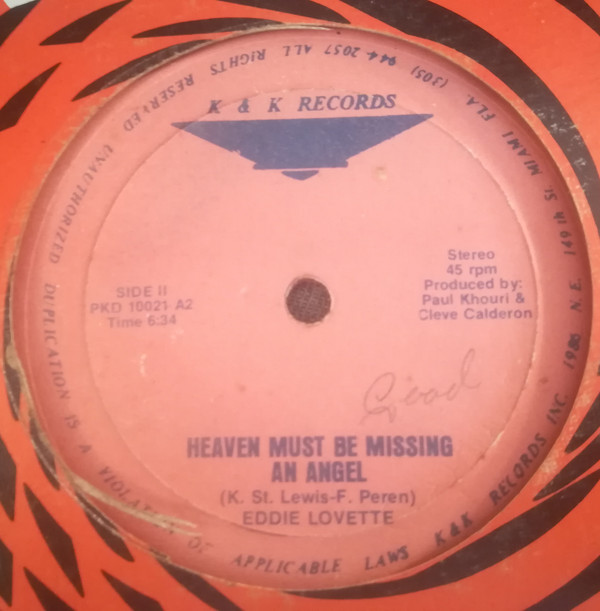 K & K RECORDS
SIDE II
PKD 10021 A2
Time 6:34
Stereo
45 rpm
Produced by:
Paul Khouri &
Cleve Calderon
Good
HEAVEN MUST BE MISSING
AN ANGEL
(K. St. Lewis-F. Peren)
EDDIE LOVETTE
K&K RECORDS INC. N.E. 149th St. MIAMI FLA. (305) 944-2057 ALL RIGHTS RESERVED UNAUTHORIZED DUPLICATION IS A VIOLATION OF APPLICABLE LAWS